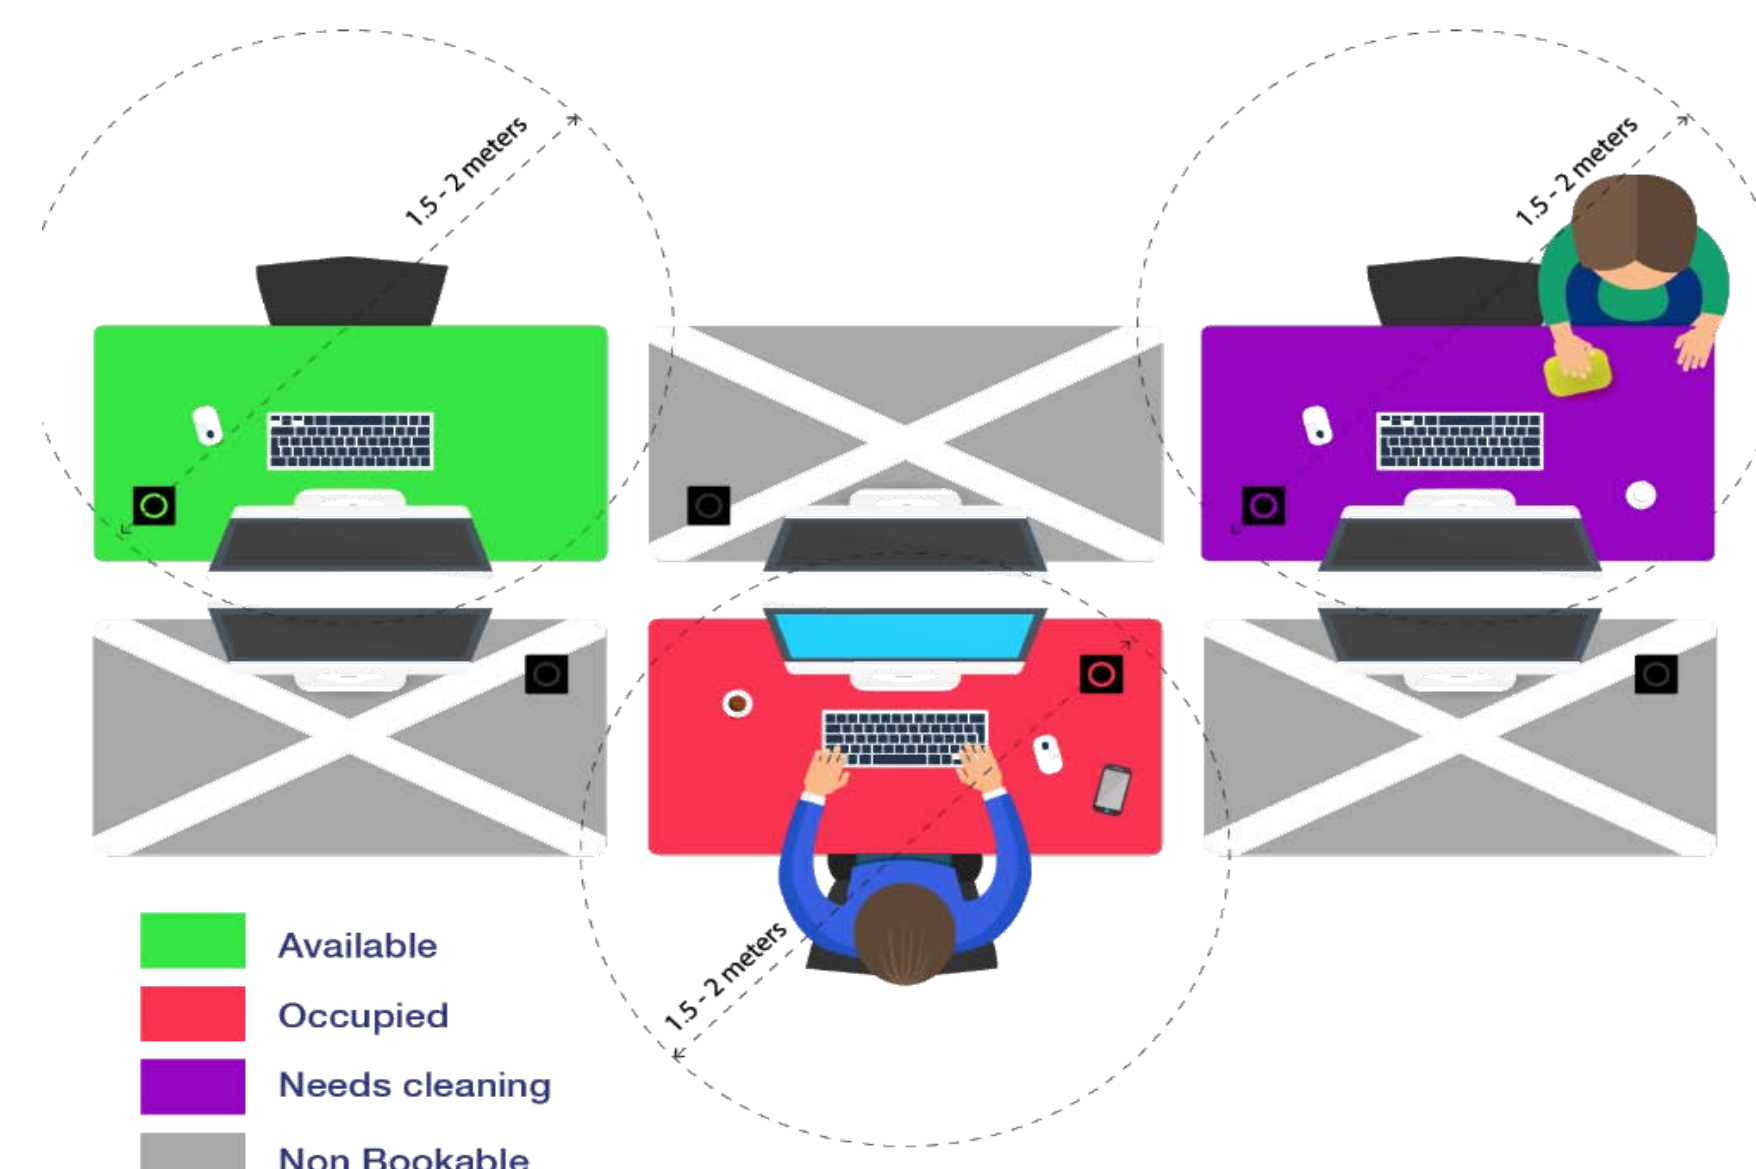 1.5 - 2 meters
1.5 - 2 meters
1.5 - 2 meters
Available
Occupied
Needs cleaning
Non Bookable